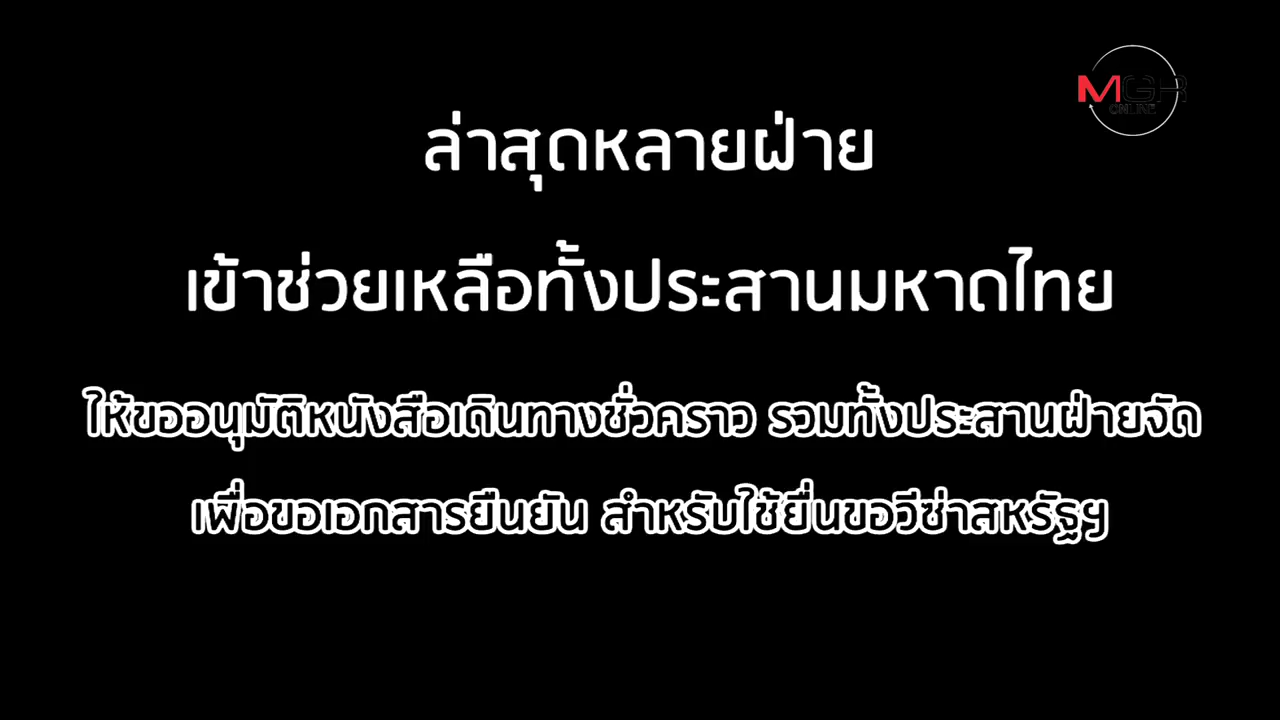 MGR
ONLINE
ล่าสุดหลายฝ่าย
เข้าช่วยเหลือทั้งประสานมหาดไทย
ให้ขออนุมัติหนังสือเดินทางชั่วคราว รวมทั้งประสานฝ่ายจัด
เพื่อขอเอกสารยืนยัน สำหรับใช้ยื่นขอวีซ่าสหรัฐฯ